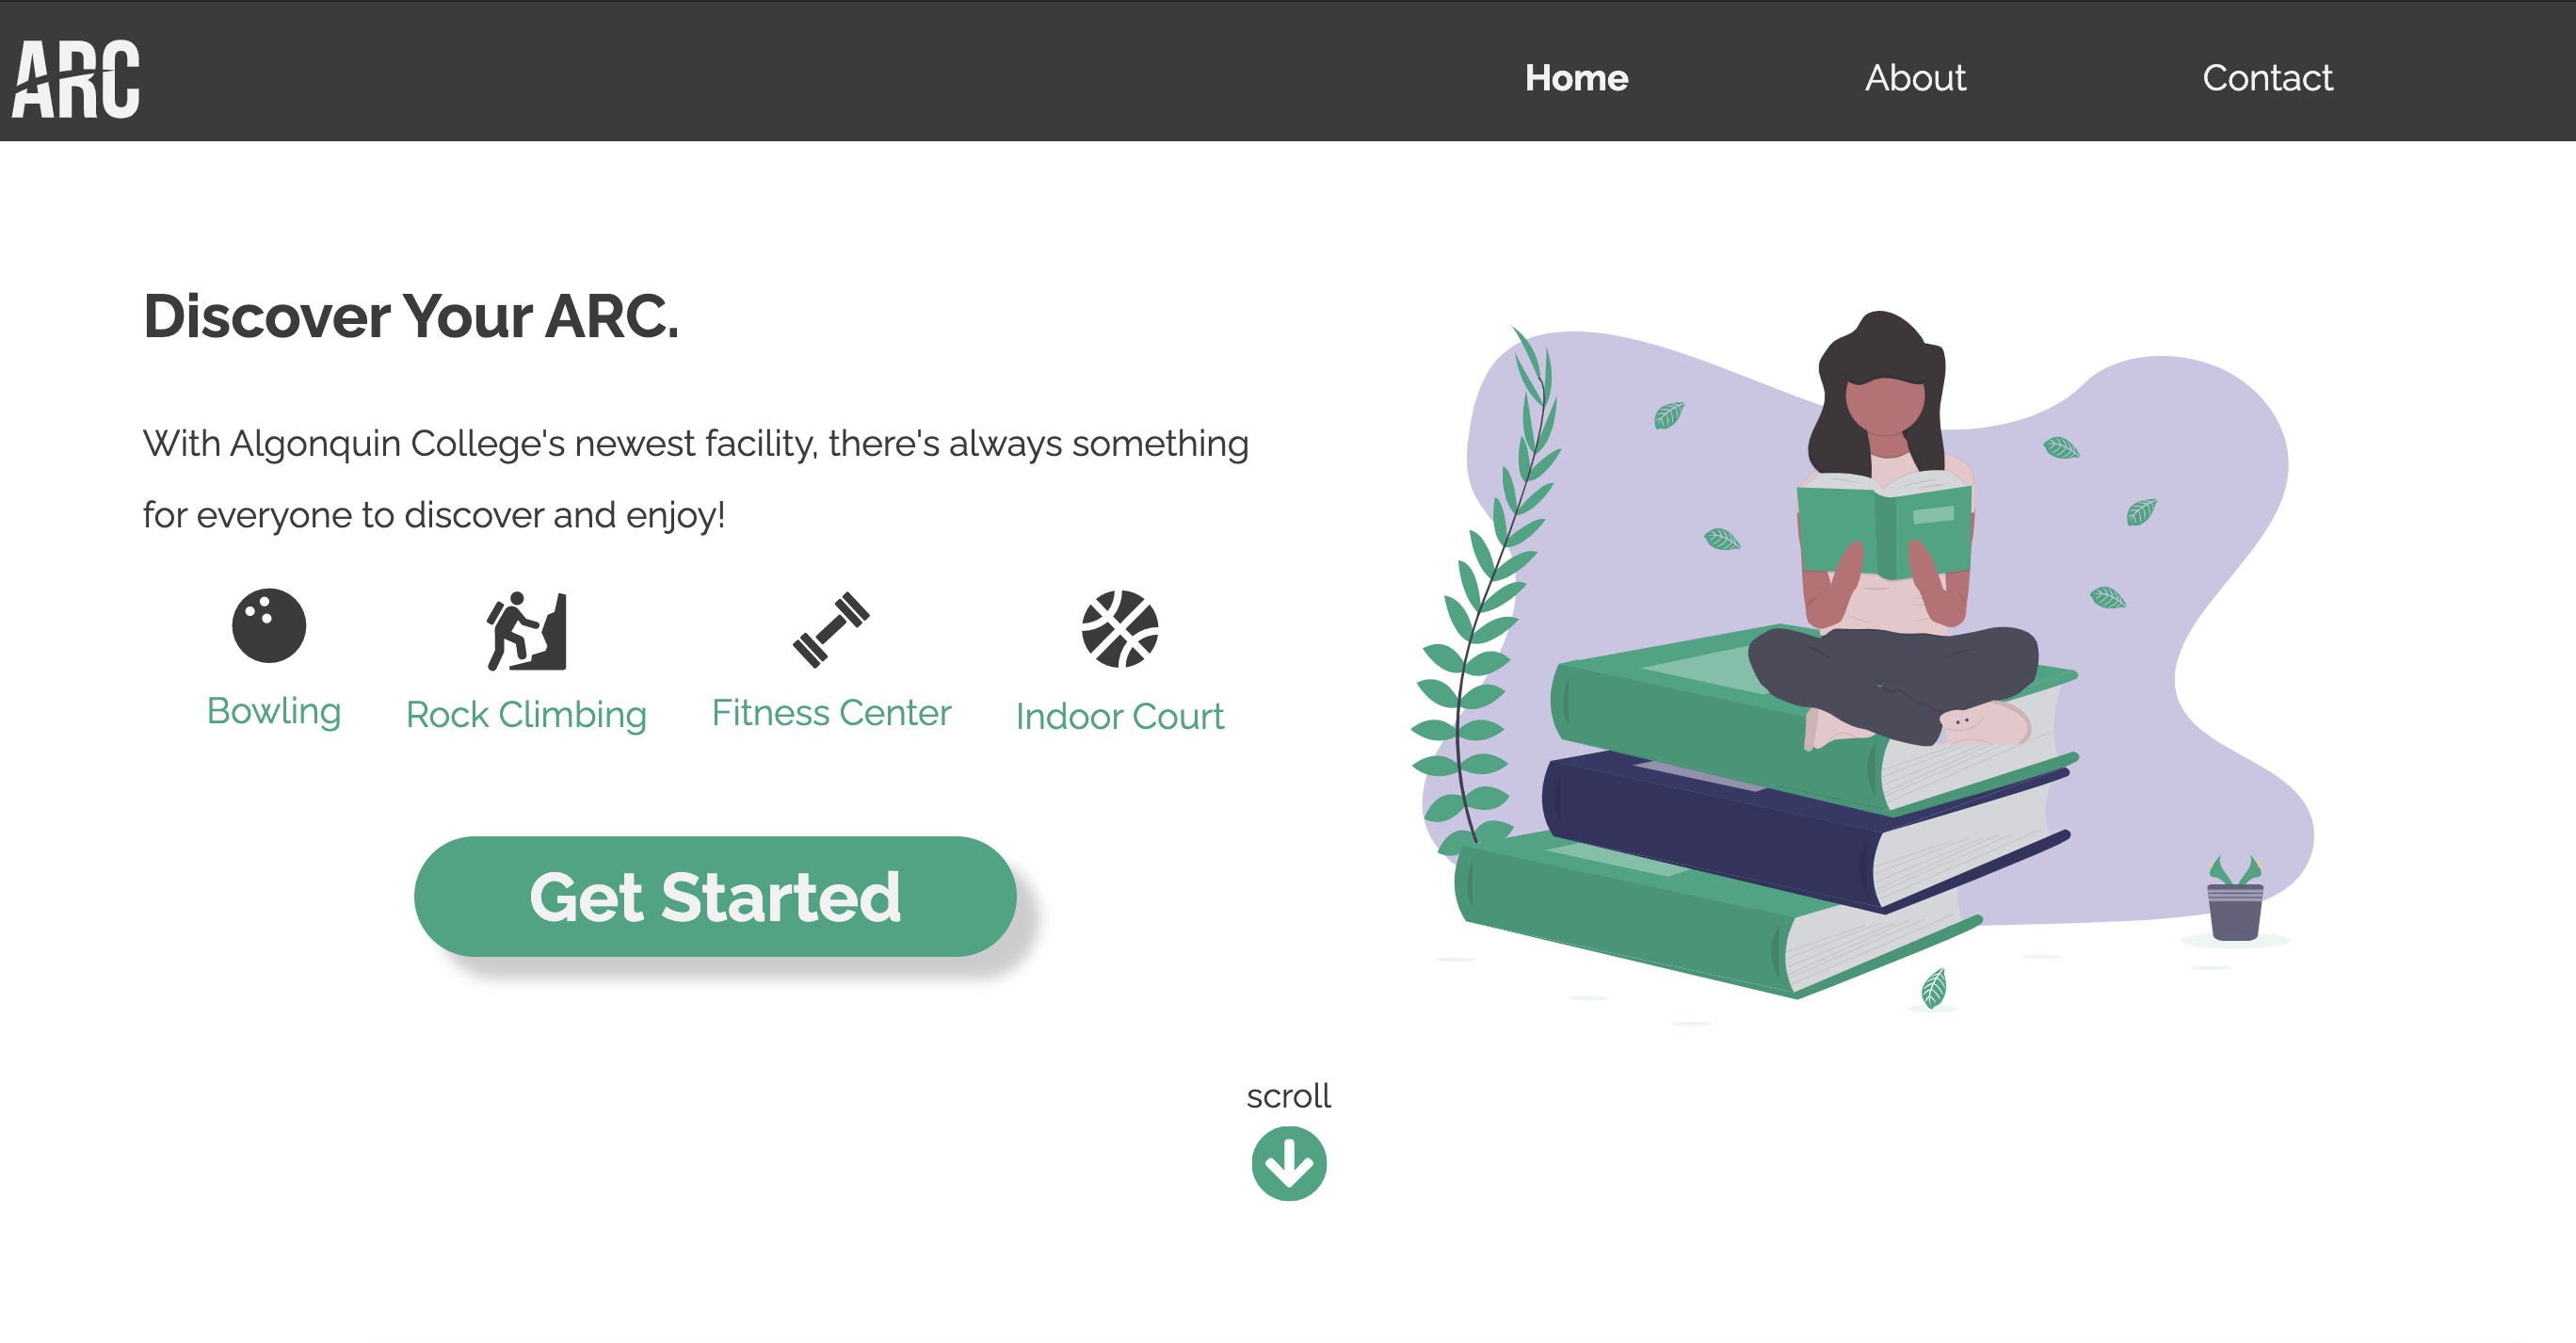 ARC
Home
About
Contact
Discover Your ARC.
With Algonquin College's newest facility, there's always something
for everyone to discover and enjoy!
Bowling
Rock Climbing
Fitness Center
Indoor Court
Get Started
scroll